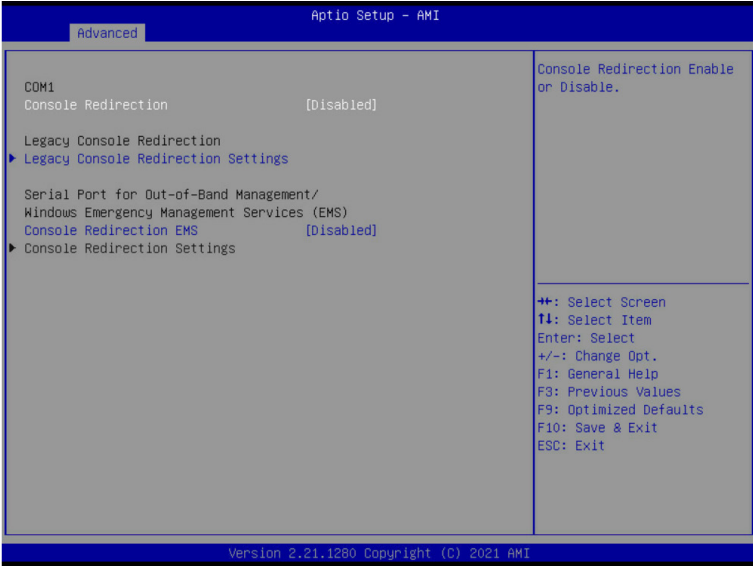 Aptio Setup – AMI
Advanced
COM1
Console Redirection [Disabled]
Legacy Console Redirection
Legacy Console Redirection Settings
Serial Port for Out-of-Band Management/
Windows Emergency Management Services (EMS)
Console Redirection EMS [Disabled]
Console Redirection Settings
Console Redirection Enable
or Disable.
→←: Select Screen
↑↓: Select Item
Enter: Select
+/-: Change Opt.
F1: General Help
F3: Previous Values
F9: Optimized Defaults
F10: Save & Exit
ESC: Exit
Version 2.21.1280 Copyright (C) 2021 AMI